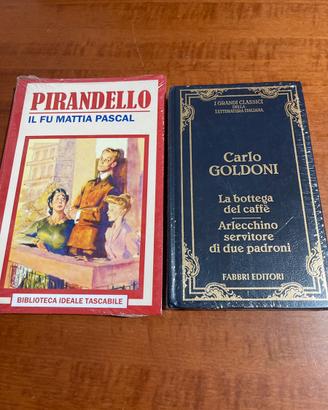 PIRANDELLO
IL FU MATTIA PASCAL
BIBLIOTECA IDEALE TASCABILE
I GRANDI CLASSICI
DELLA
LETTERATURA ITALIANA
Carlo
GOLDONI
La bottega
del caffè
Arlecchino
servitore
di due padroni
FABBRI EDITORI